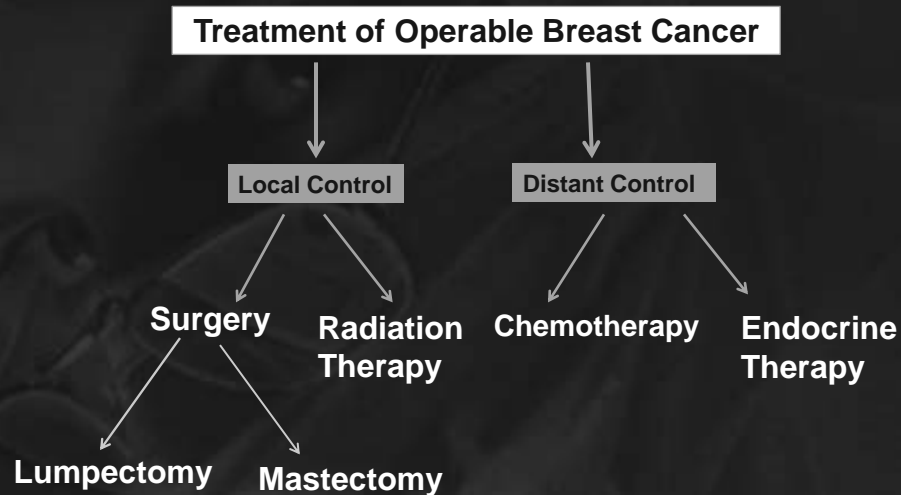 Treatment of Operable Breast Cancer
Local Control
Distant Control
Surgery
Radiation
Therapy
Chemotherapy
Endocrine
Therapy
Lumpectomy
Mastectomy